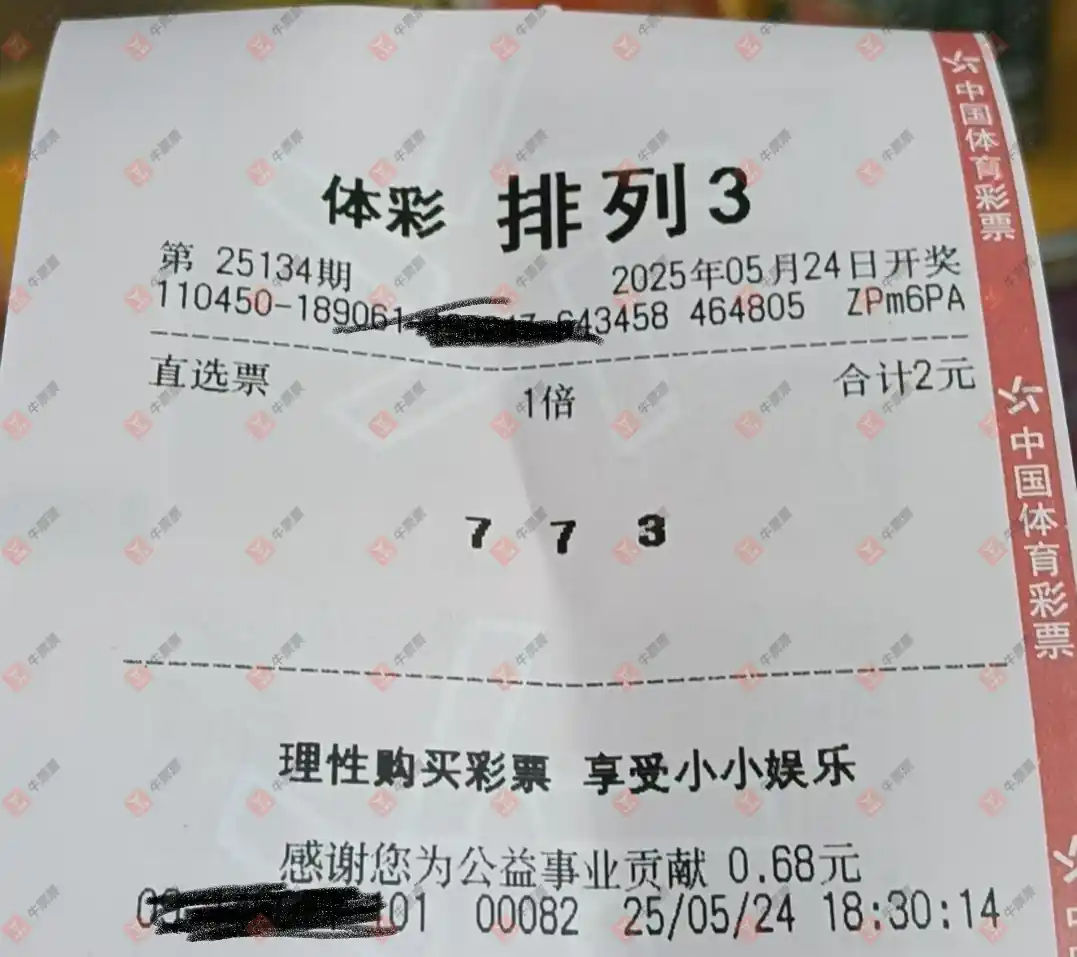 体彩 排列3
第 25134期 2025年05月24日开奖
110450-189061 643458 464805 ZPm6PA
直选票 1倍 合计2元
7 7 3
理性购买彩票 享受小小娱乐
感谢您为公益事业贡献 0.68元
101 00082 25/05/24 18:30:14
中国体育彩票
中国体育彩票
中
牛票票